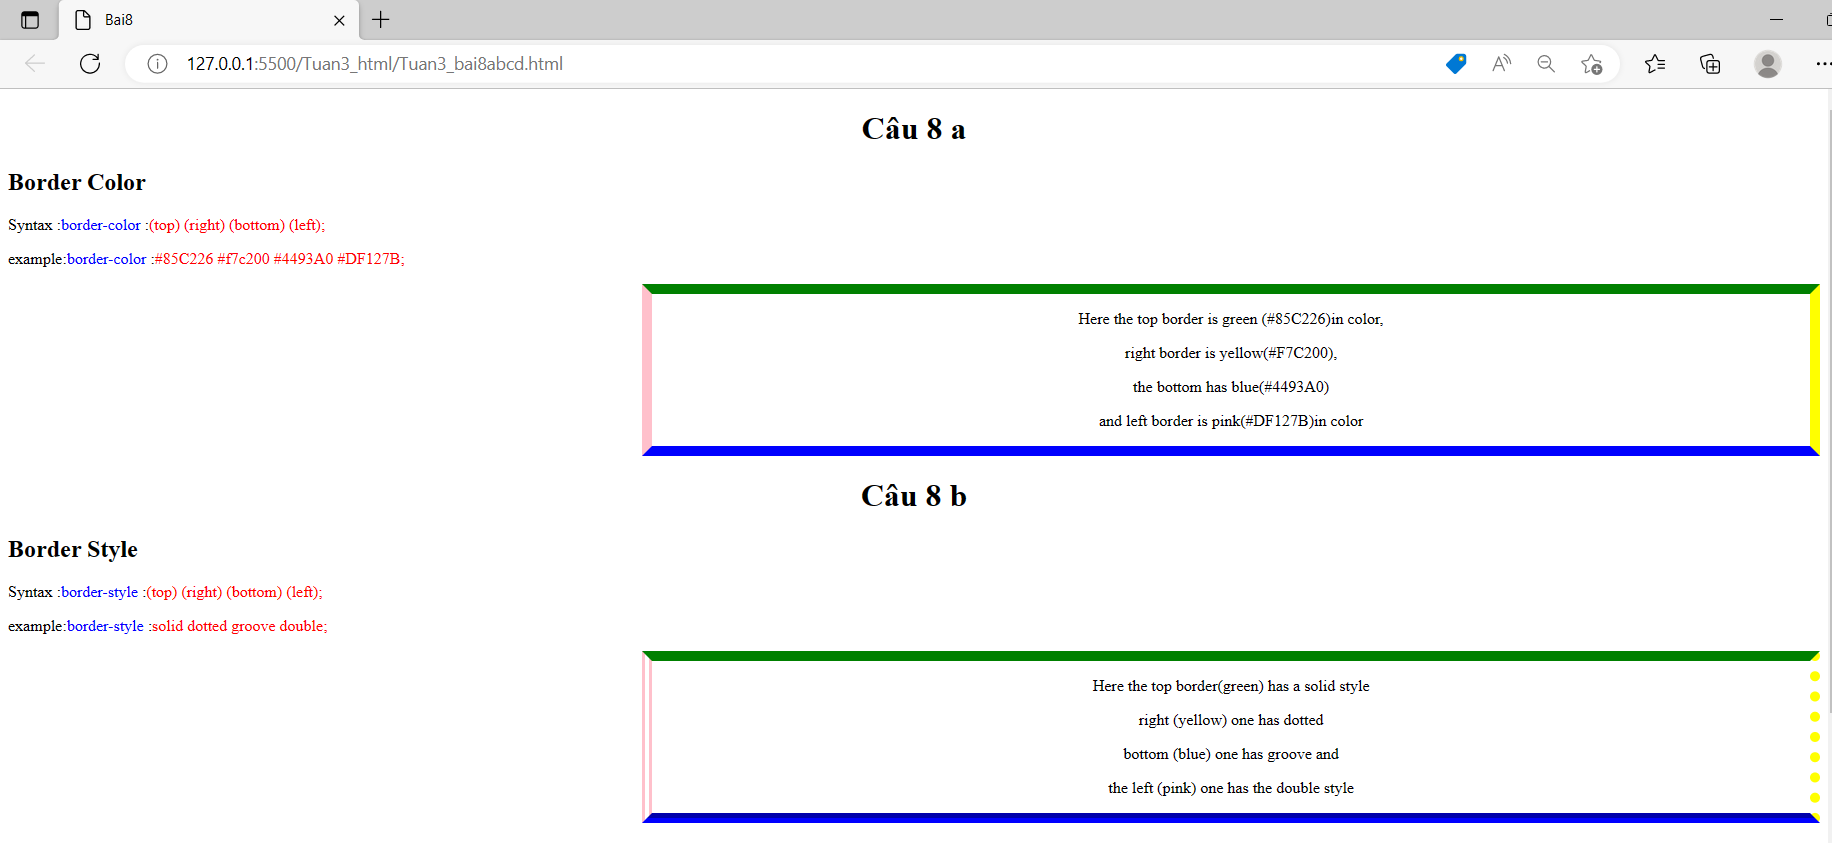 Bai8
127.0.0.1:5500/Tuan3_html/Tuan3_bai8abcd.html
Câu 8 a
Border Color
Syntax :border-color :(top) (right) (bottom) (left);
example:border-color :#85C226 #f7c200 #4493A0 #DF127B;
Here the top border is green (#85C226)in color,
right border is yellow(#F7C200),
the bottom has blue(#4493A0)
and left border is pink(#DF127B)in color
Câu 8 b
Border Style
Syntax :border-style :(top) (right) (bottom) (left);
example:border-style :solid dotted groove double;
Here the top border(green) has a solid style
right (yellow) one has dotted
bottom (blue) one has groove and
the left (pink) one has the double style